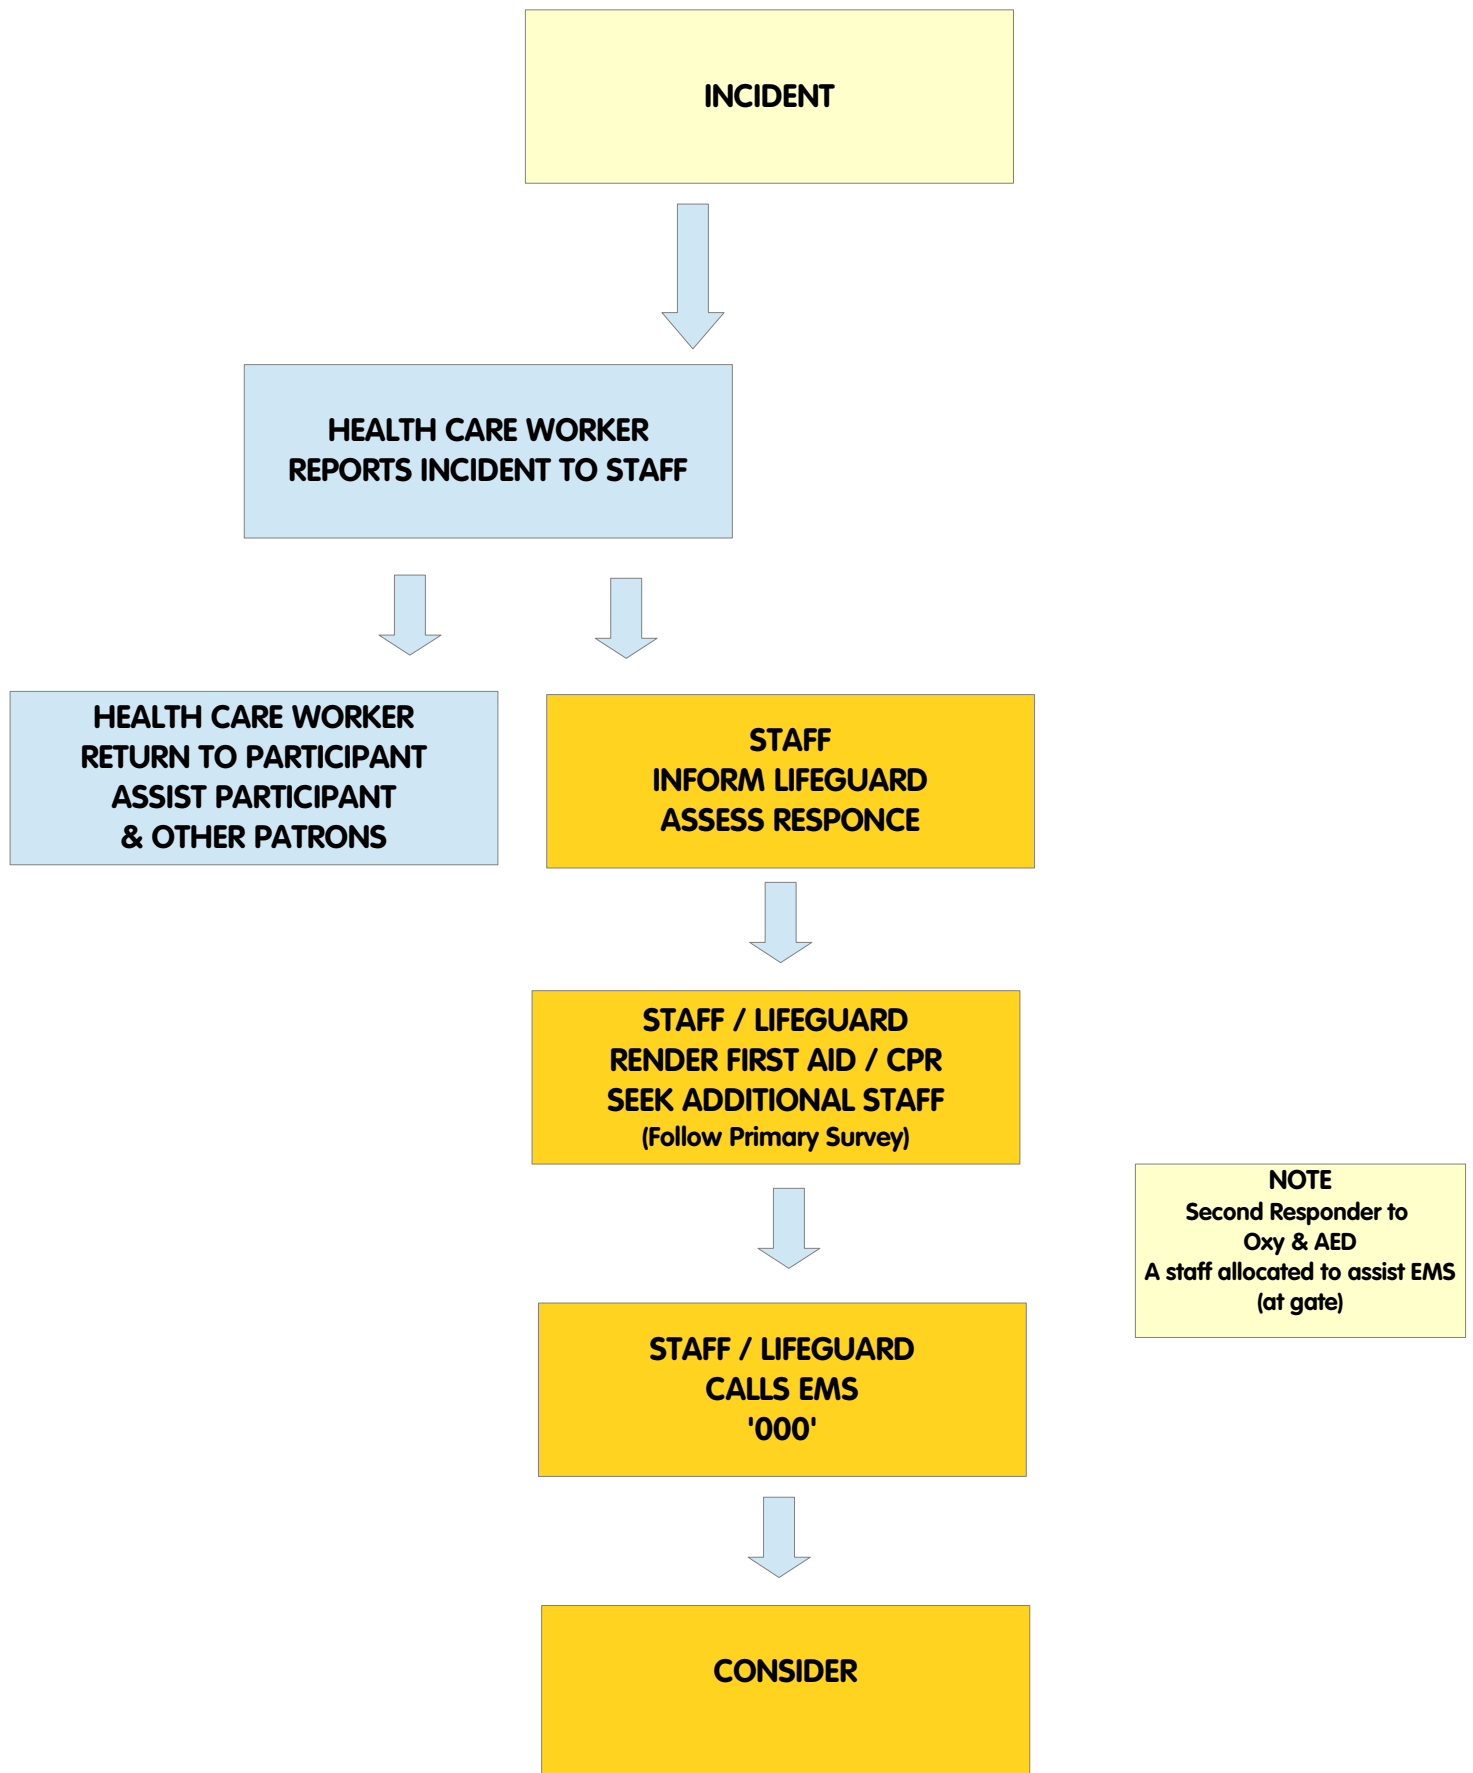 INCIDENT
HEALTH CARE WORKER
REPORTS INCIDENT TO STAFF
HEALTH CARE WORKER
RETURN TO PARTICIPANT
ASSIST PARTICIPANT
& OTHER PATRONS
STAFF
INFORM LIFEGUARD
ASSESS RESPONCE
STAFF / LIFEGUARD
RENDER FIRST AID / CPR
SEEK ADDITIONAL STAFF
(Follow Primary Survey)
NOTE
Second Responder to
Oxy & AED
A staff allocated to assist EMS
(at gate)
STAFF / LIFEGUARD
CALLS EMS
'000'
CONSIDER